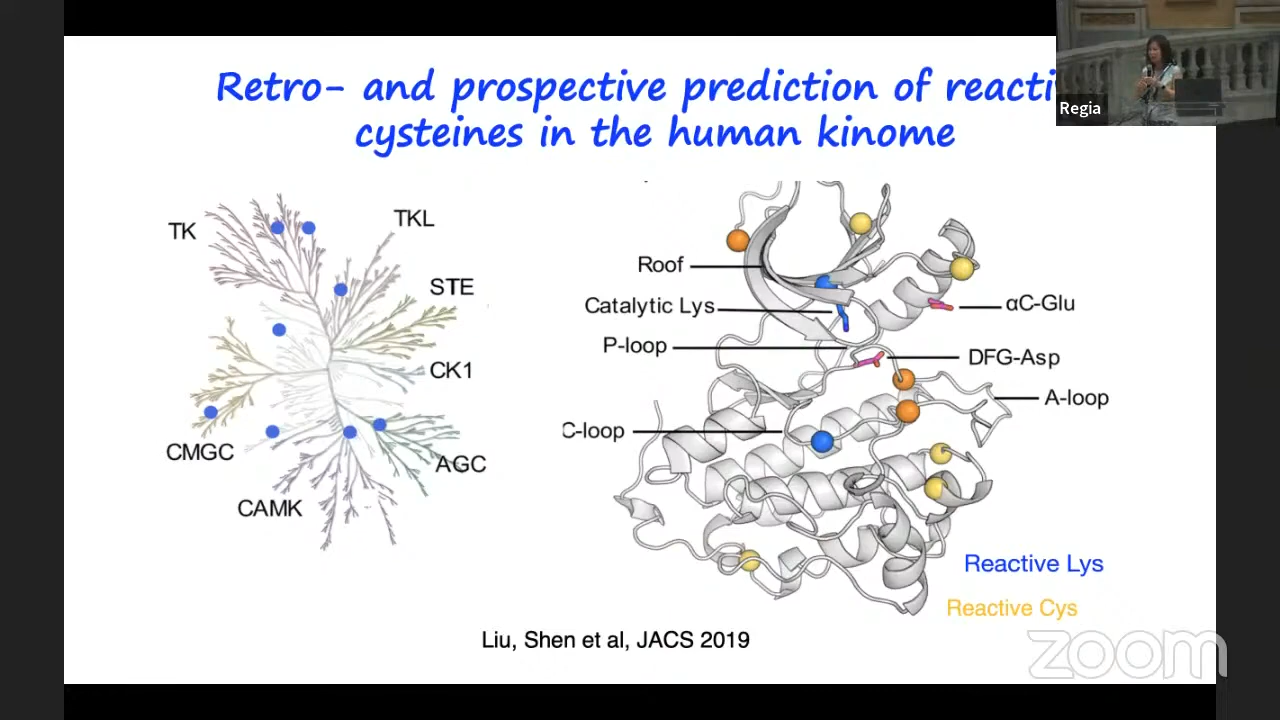 Retro- and prospective prediction of reacti
cysteines in the human kinome
Regia
TK
TKL
STE
CK1
CMGC
AGC
CAMK
Roof
Catalytic Lys
P-loop
C-loop
αC-Glu
DFG-Asp
A-loop
Reactive Lys
Reactive Cys
Liu, Shen et al, JACS 2019
zoom